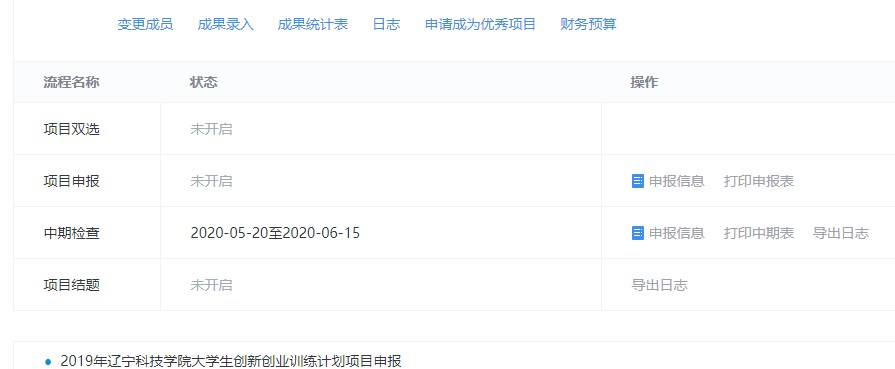 变更成员 成果录入 成果统计表 日志 申请成为优秀项目 财务预算
流程名称 状态 操作
项目双选 未开启
项目申报 未开启 申报信息 打印申报表
中期检查 2020-05-20至2020-06-15 申报信息 打印中期表 导出日志
项目结题 未开启 导出日志
2019年辽宁科技学院大学生创新创业训练计划项目申报